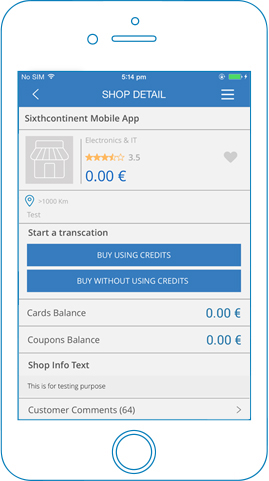 No SIM 5:14 pm
SHOP DETAIL
Sixthcontinent Mobile App
Electronics & IT
3.5
0.00 €
>1000 Km
Test
Start a transcation
BUY USING CREDITS
BUY WITHOUT USING CREDITS
Cards Balance 0.00 €
Coupons Balance 0.00 €
Shop Info Text
This is for testing purpose
Customer Comments (64)